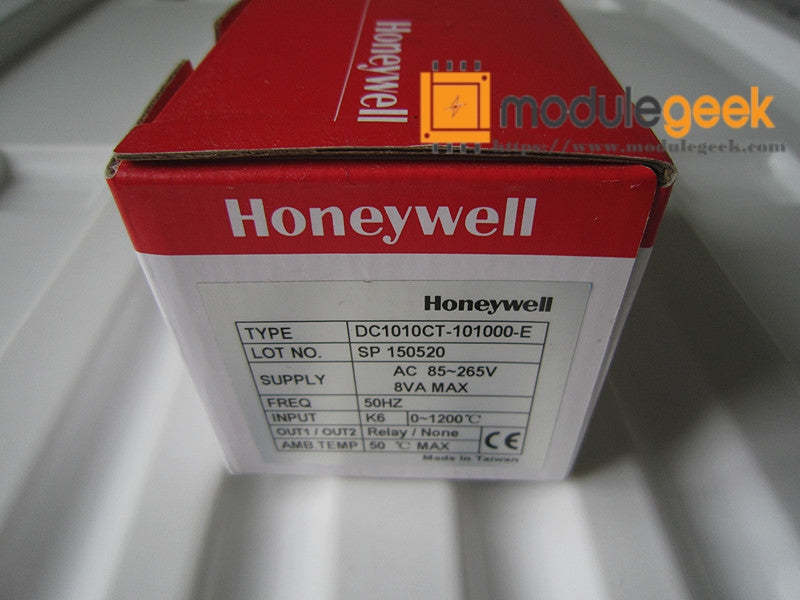 Honeywell
modulegeek
https://www.modulegeek.com
Honeywell
Honeywell
TYPE DC1010CT-101000-E
LOT NO. SP 150520
SUPPLY AC 85~265V
8VA MAX
FREQ 50HZ
INPUT K6 0~1200℃
OUT1 / OUT2 Relay / None
AMB.TEMP 50 ℃ MAX CE
Made in Taiwan